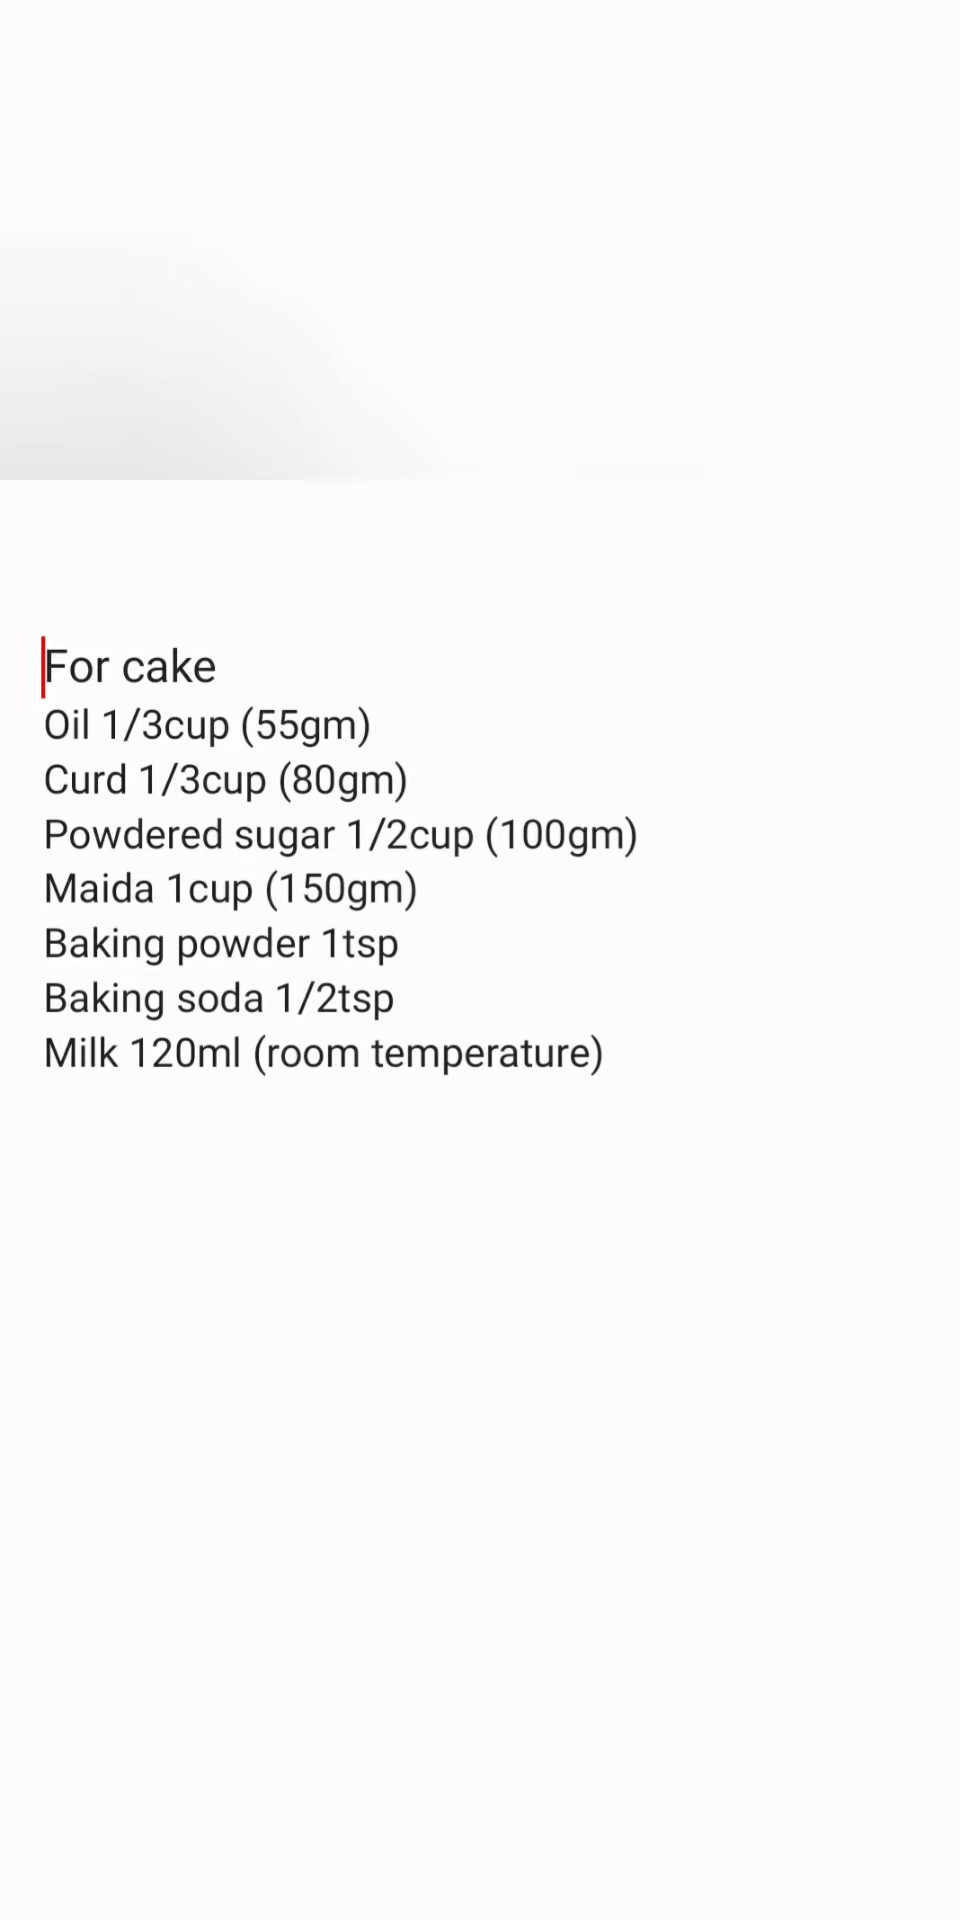 For cake
Oil 1/3cup (55gm)
Curd 1/3cup (80gm)
Powdered sugar 1/2cup (100gm)
Maida 1cup (150gm)
Baking powder 1tsp
Baking soda 1/2tsp
Milk 120ml (room temperature)